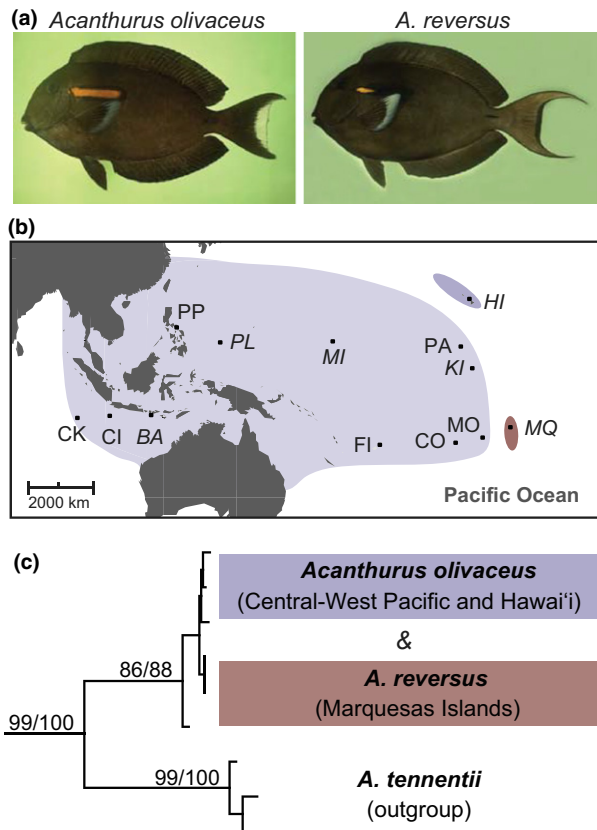 (a) Acanthurus olivaceus A. reversus
(b)
HI
PP
PL
MI
PA
KI
CK
CI
BA
FI
CO
MO
MQ
2000 km
Pacific Ocean
(c)
Acanthurus olivaceus
(Central-West Pacific and Hawai‘i)
&
86/88
A. reversus
(Marquesas Islands)
99/100
99/100
A. tennentii
(outgroup)